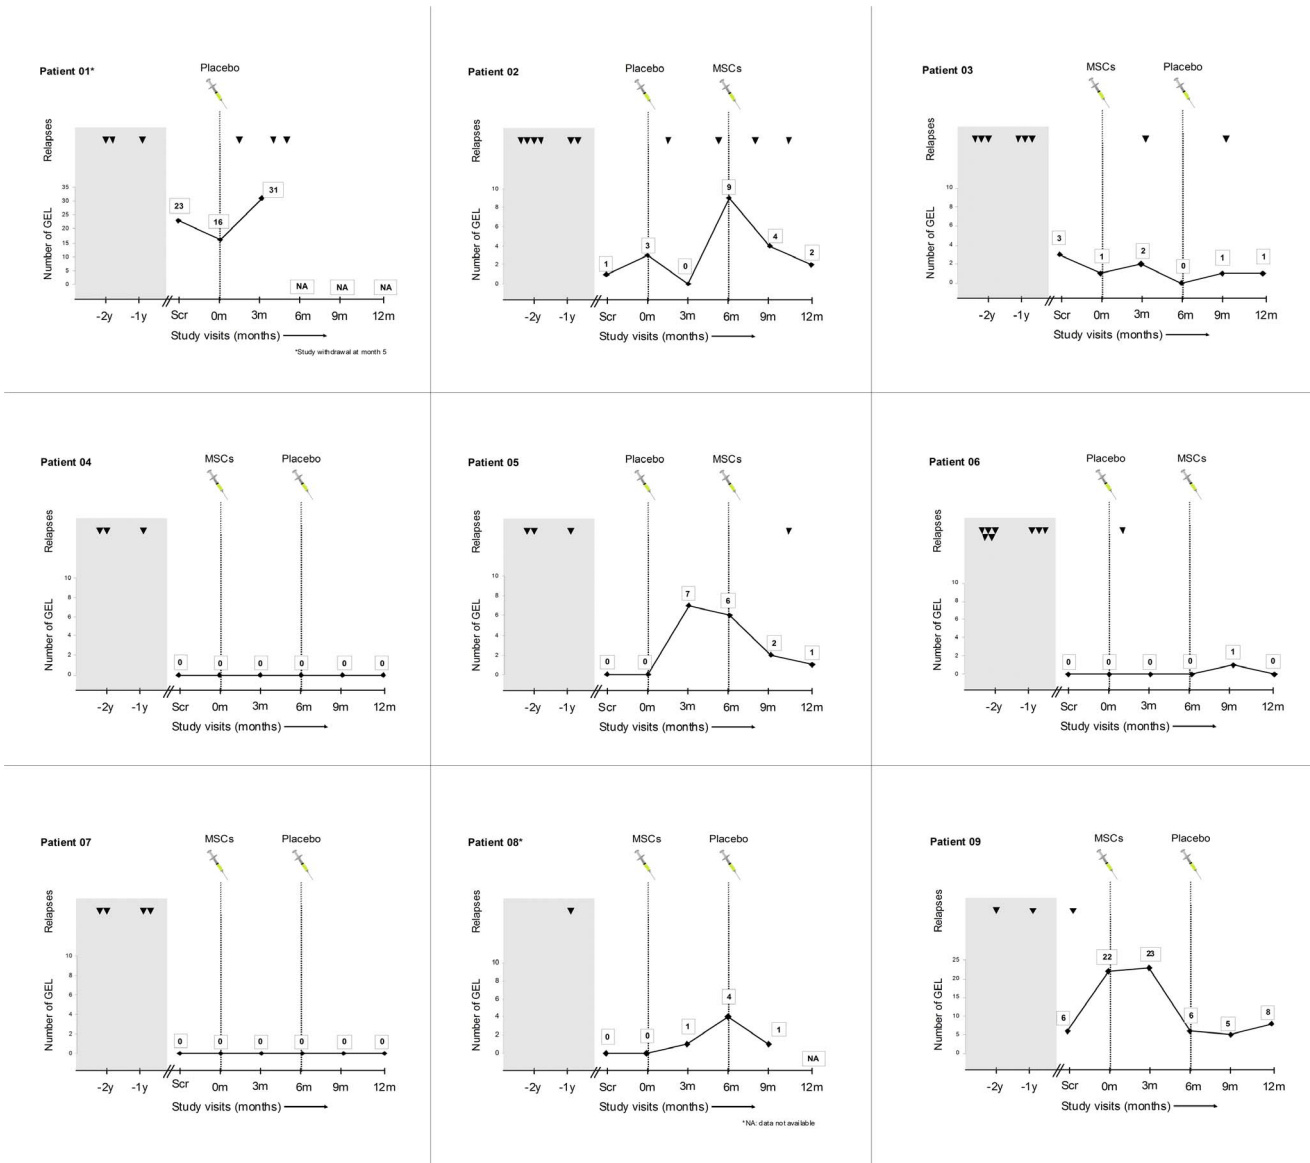 Patient 01*
Placebo
Relapses
Number of GEL
35
30
25
20
15
10
5
0
23
16
31
NA NA NA
-2y -1y Scr 0m 3m 6m 9m 12m
Study visits (months)
*Study withdrawal at month 5
Patient 02
Placebo MSCs
Relapses
Number of GEL
10
8
6
4
2
0
1
3
0
9
4
2
-2y -1y Scr 0m 3m 6m 9m 12m
Study visits (months)
Patient 03
MSCs Placebo
Relapses
Number of GEL
10
8
6
4
2
0
3
1
2
0
1
1
-2y -1y Scr 0m 3m 6m 9m 12m
Study visits (months)
Patient 04
MSCs Placebo
Relapses
Number of GEL
10
8
6
4
2
0
0 0 0 0 0 0
-2y -1y Scr 0m 3m 6m 9m 12m
Study visits (months)
Patient 05
Placebo MSCs
Relapses
Number of GEL
10
8
6
4
2
0
0
0
7
6
2
1
-2y -1y Scr 0m 3m 6m 9m 12m
Study visits (months)
Patient 06
Placebo MSCs
Relapses
Number of GEL
10
8
6
4
2
0
0 0 0 0 1 0
-2y -1y Scr 0m 3m 6m 9m 12m
Study visits (months)
Patient 07
MSCs Placebo
Relapses
Number of GEL
10
8
6
4
2
0
0 0 0 0 0 0
-2y -1y Scr 0m 3m 6m 9m 12m
Study visits (months)
Patient 08*
MSCs Placebo
Relapses
Number of GEL
10
8
6
4
2
0
0
0
1
4
1
NA
-2y -1y Scr 0m 3m 6m 9m 12m
Study visits (months)
*NA: data not available
Patient 09
MSCs Placebo
Relapses
Number of GEL
25
20
15
10
5
0
6
22
23
6
5
8
-2y -1y Scr 0m 3m 6m 9m 12m
Study visits (months)